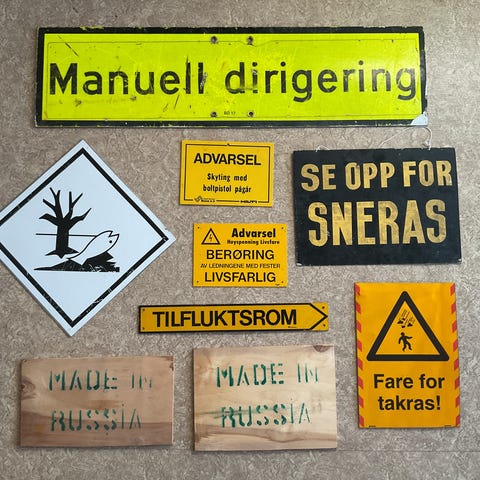 Manuell dirigering
ADVARSEL
Skyting med
boltpistol pågår
SE OPP FOR
SNERAS
Advarsel
Høyspenning Livsfare
BERØRING
AV LEDNINGENE MED FESTER
LIVSFARLIG
TILFLUKTSROM
Fare for
takras!
MADE IN
RUSSIA
MADE IN
RUSSIA